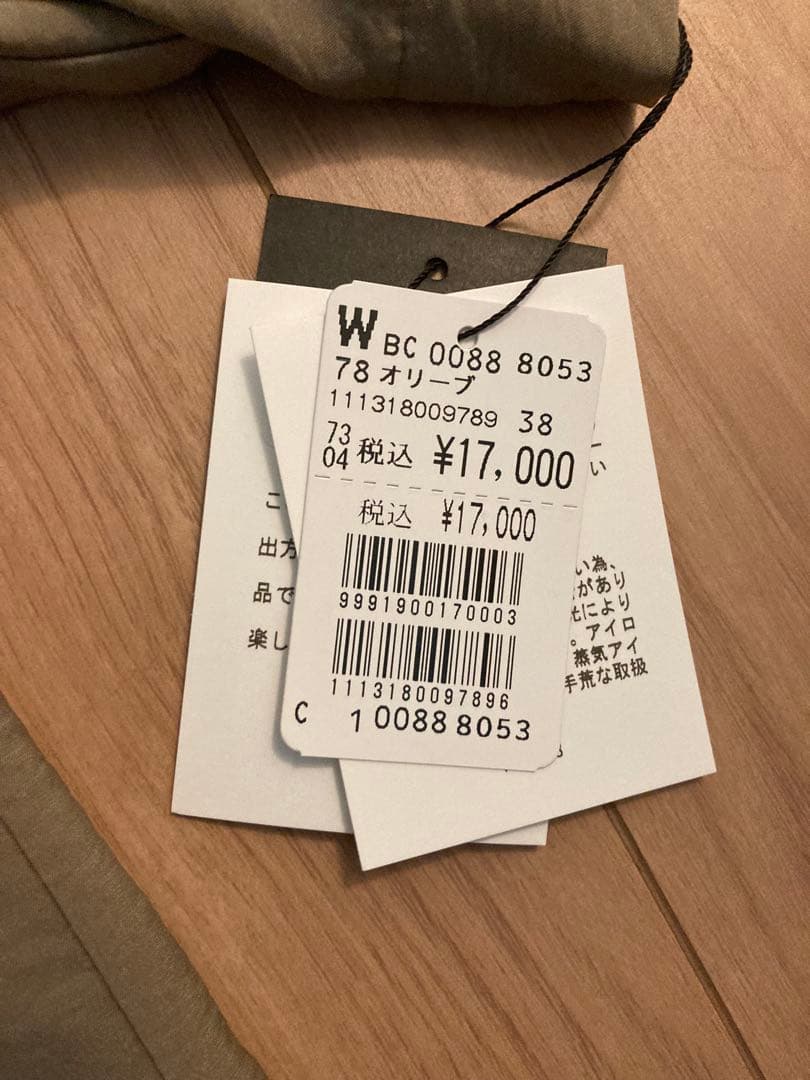 W BC 0088 8053
78 オリーブ
111318009789 38
73
04 税込 ¥17,000
税込 ¥17,000
9991900170003
1113180097896
C 1 0088 8053
こ
出方
品で
楽し
い
い為、
があり
により
。アイロ
蒸気アイ
手荒な取扱